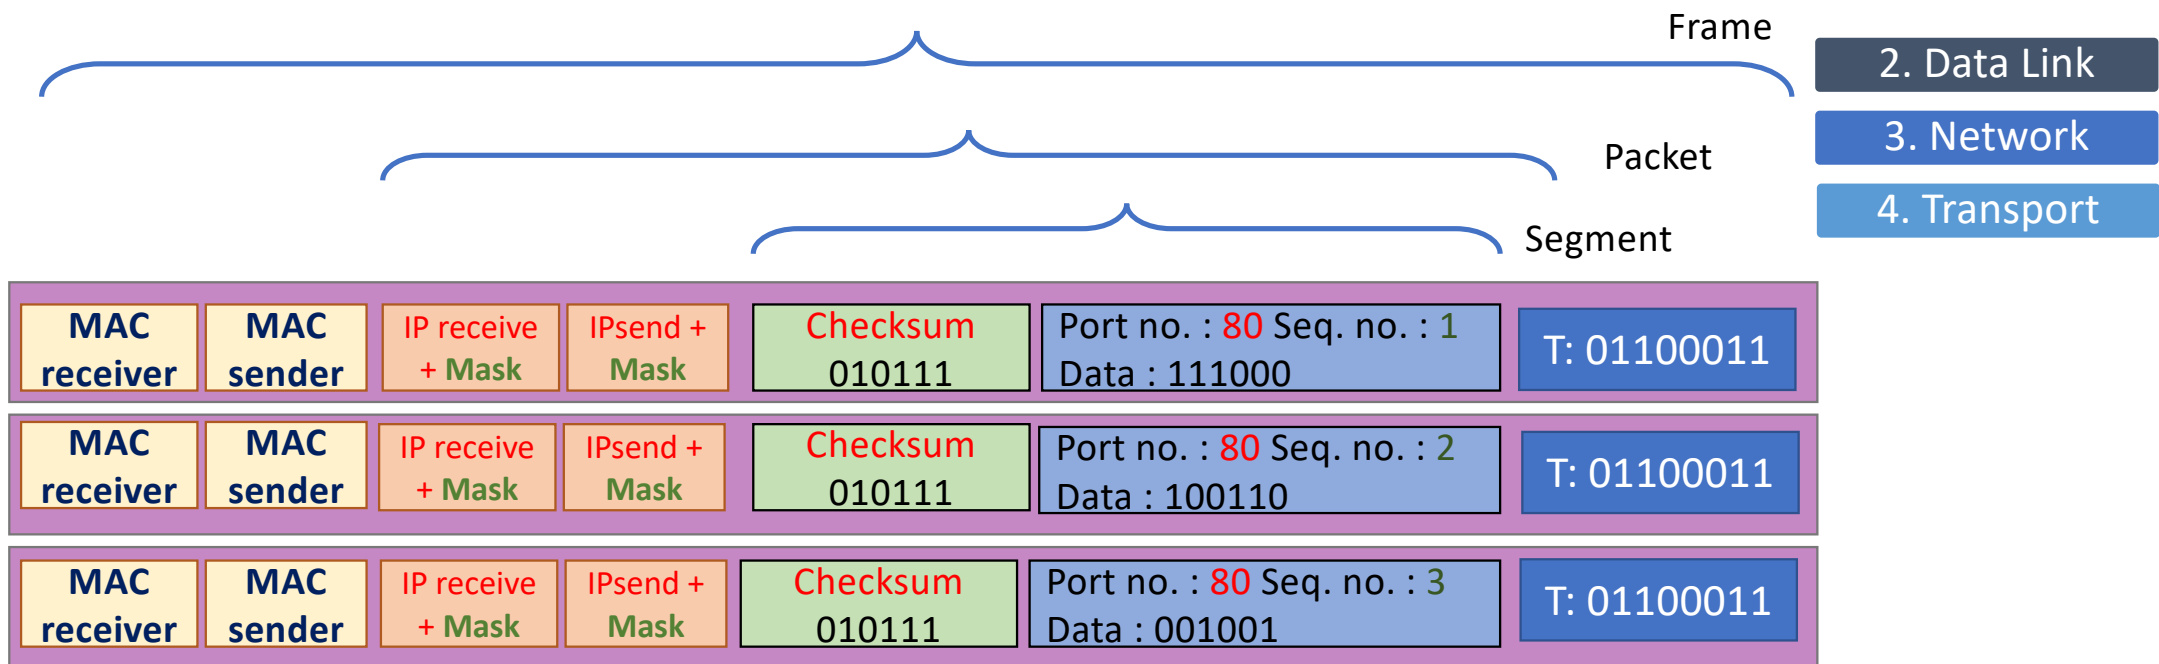 Frame
2. Data Link
Packet
3. Network
Segment
4. Transport
MAC receiver
MAC sender
IP receive + Mask
IPsend + Mask
Checksum
010111
Port no. : 80 Seq. no. : 1
Data : 111000
T: 01100011
MAC receiver
MAC sender
IP receive + Mask
IPsend + Mask
Checksum
010111
Port no. : 80 Seq. no. : 2
Data : 100110
T: 01100011
MAC receiver
MAC sender
IP receive + Mask
IPsend + Mask
Checksum
010111
Port no. : 80 Seq. no. : 3
Data : 001001
T: 01100011